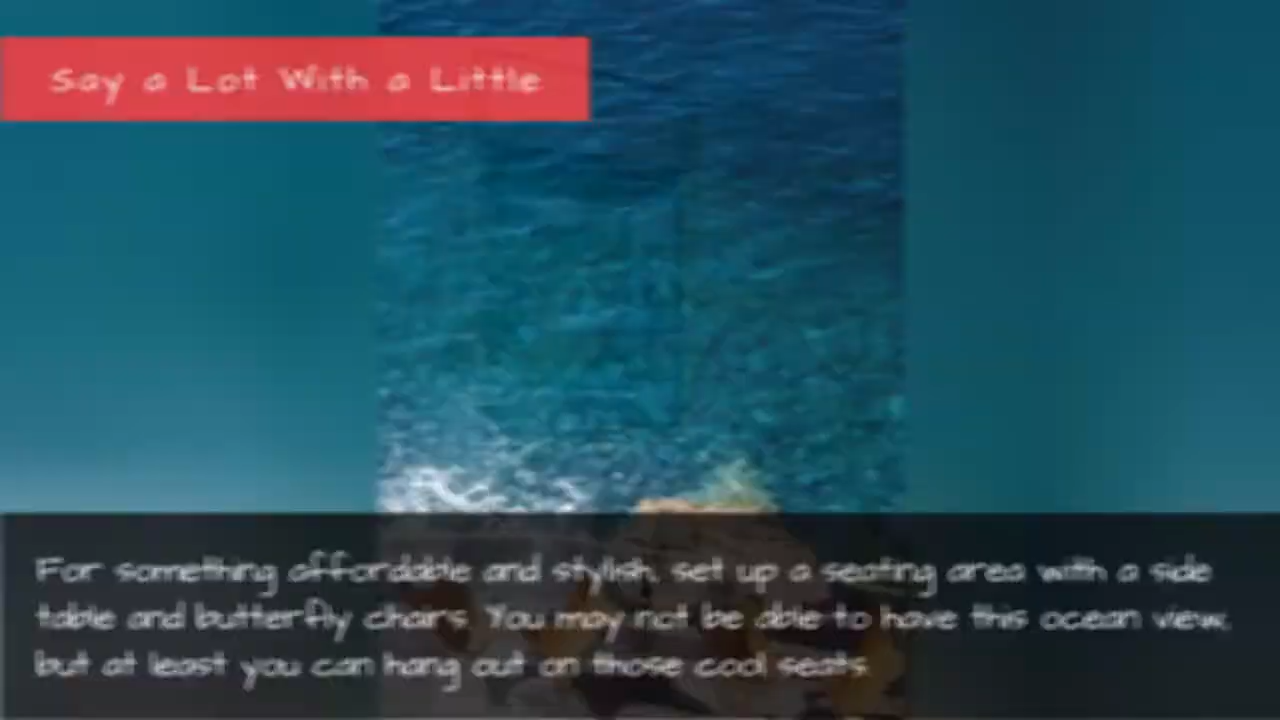 Say a Lot With a Little
For something affordable and stylish, set up a seating area with a side
table and butterfly chairs. You may not be able to have this ocean view,
but at least you can hang out on those cool seats.